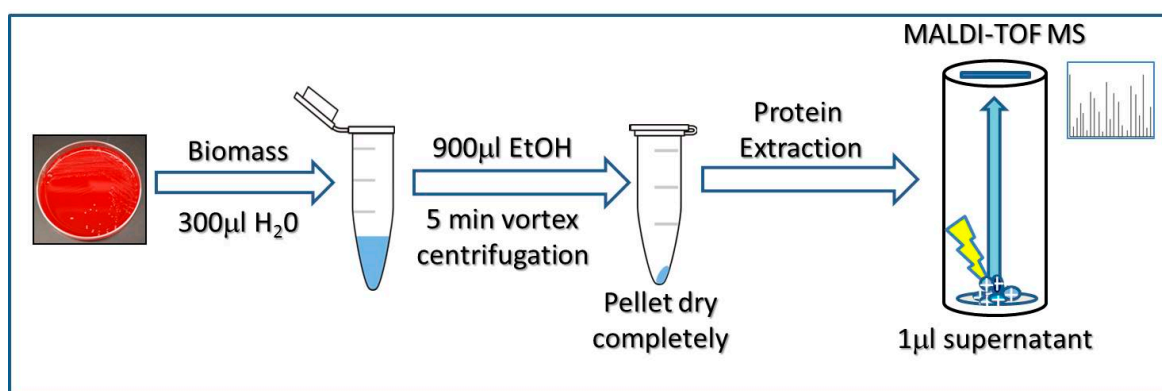 MALDI-TOF MS
Biomass
300μl H₂0
900μl EtOH
5 min vortex
centrifugation
Pellet dry
completely
Protein
Extraction
1μl supernatant